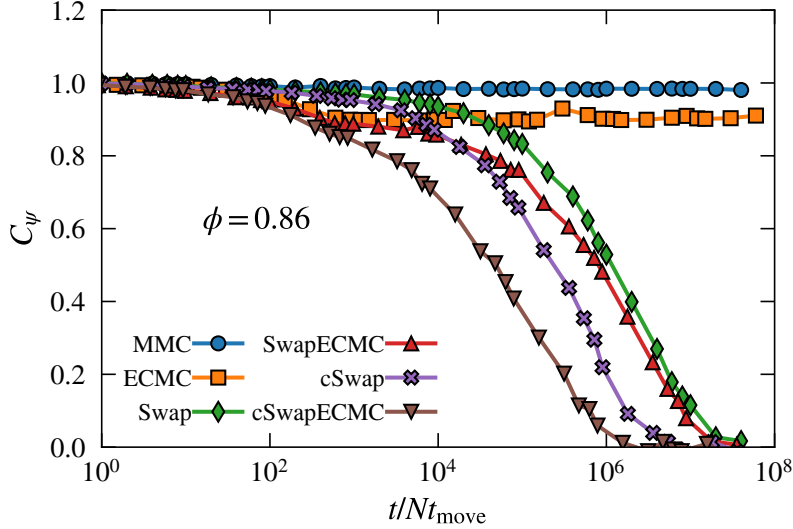 1.2
1.0
0.8
0.6
0.4
0.2
0.0
C_ψ
ϕ = 0.86
MMC
SwapECMC
ECMC
cSwap
Swap
cSwapECMC
10^0
10^2
10^4
10^6
10^8
t/Nt_move